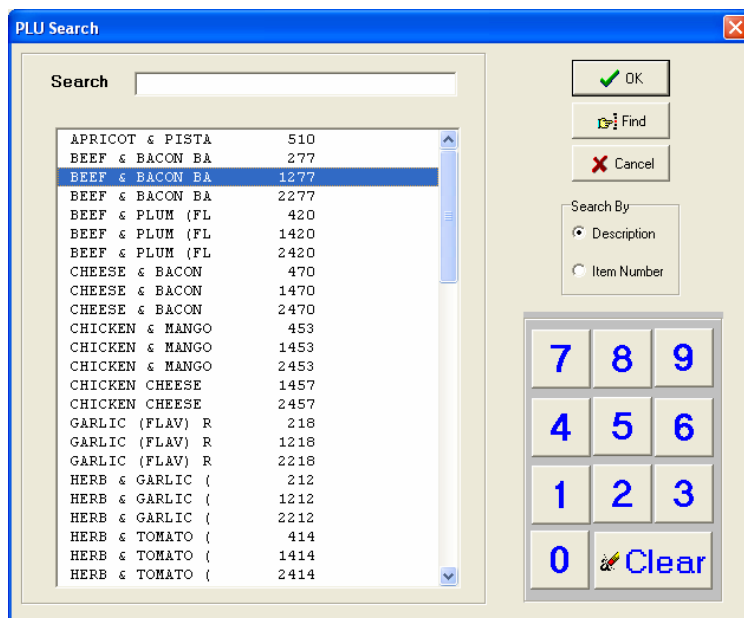 PLU Search
Search
APRICOT & PISTA 510
BEEF & BACON BA 277
BEEF & BACON BA 1277
BEEF & BACON BA 2277
BEEF & PLUM (FL 420
BEEF & PLUM (FL 1420
BEEF & PLUM (FL 2420
CHEESE & BACON 470
CHEESE & BACON 1470
CHEESE & BACON 2470
CHICKEN & MANGO 453
CHICKEN & MANGO 1453
CHICKEN & MANGO 2453
CHICKEN CHEESE 1457
CHICKEN CHEESE 2457
GARLIC (FLAV) R 218
GARLIC (FLAV) R 1218
GARLIC (FLAV) R 2218
HERB & GARLIC ( 212
HERB & GARLIC ( 1212
HERB & GARLIC ( 2212
HERB & TOMATO ( 414
HERB & TOMATO ( 1414
HERB & TOMATO ( 2414
OK
Find
Cancel
Search By
Description
Item Number
7 8 9
4 5 6
1 2 3
0 Clear